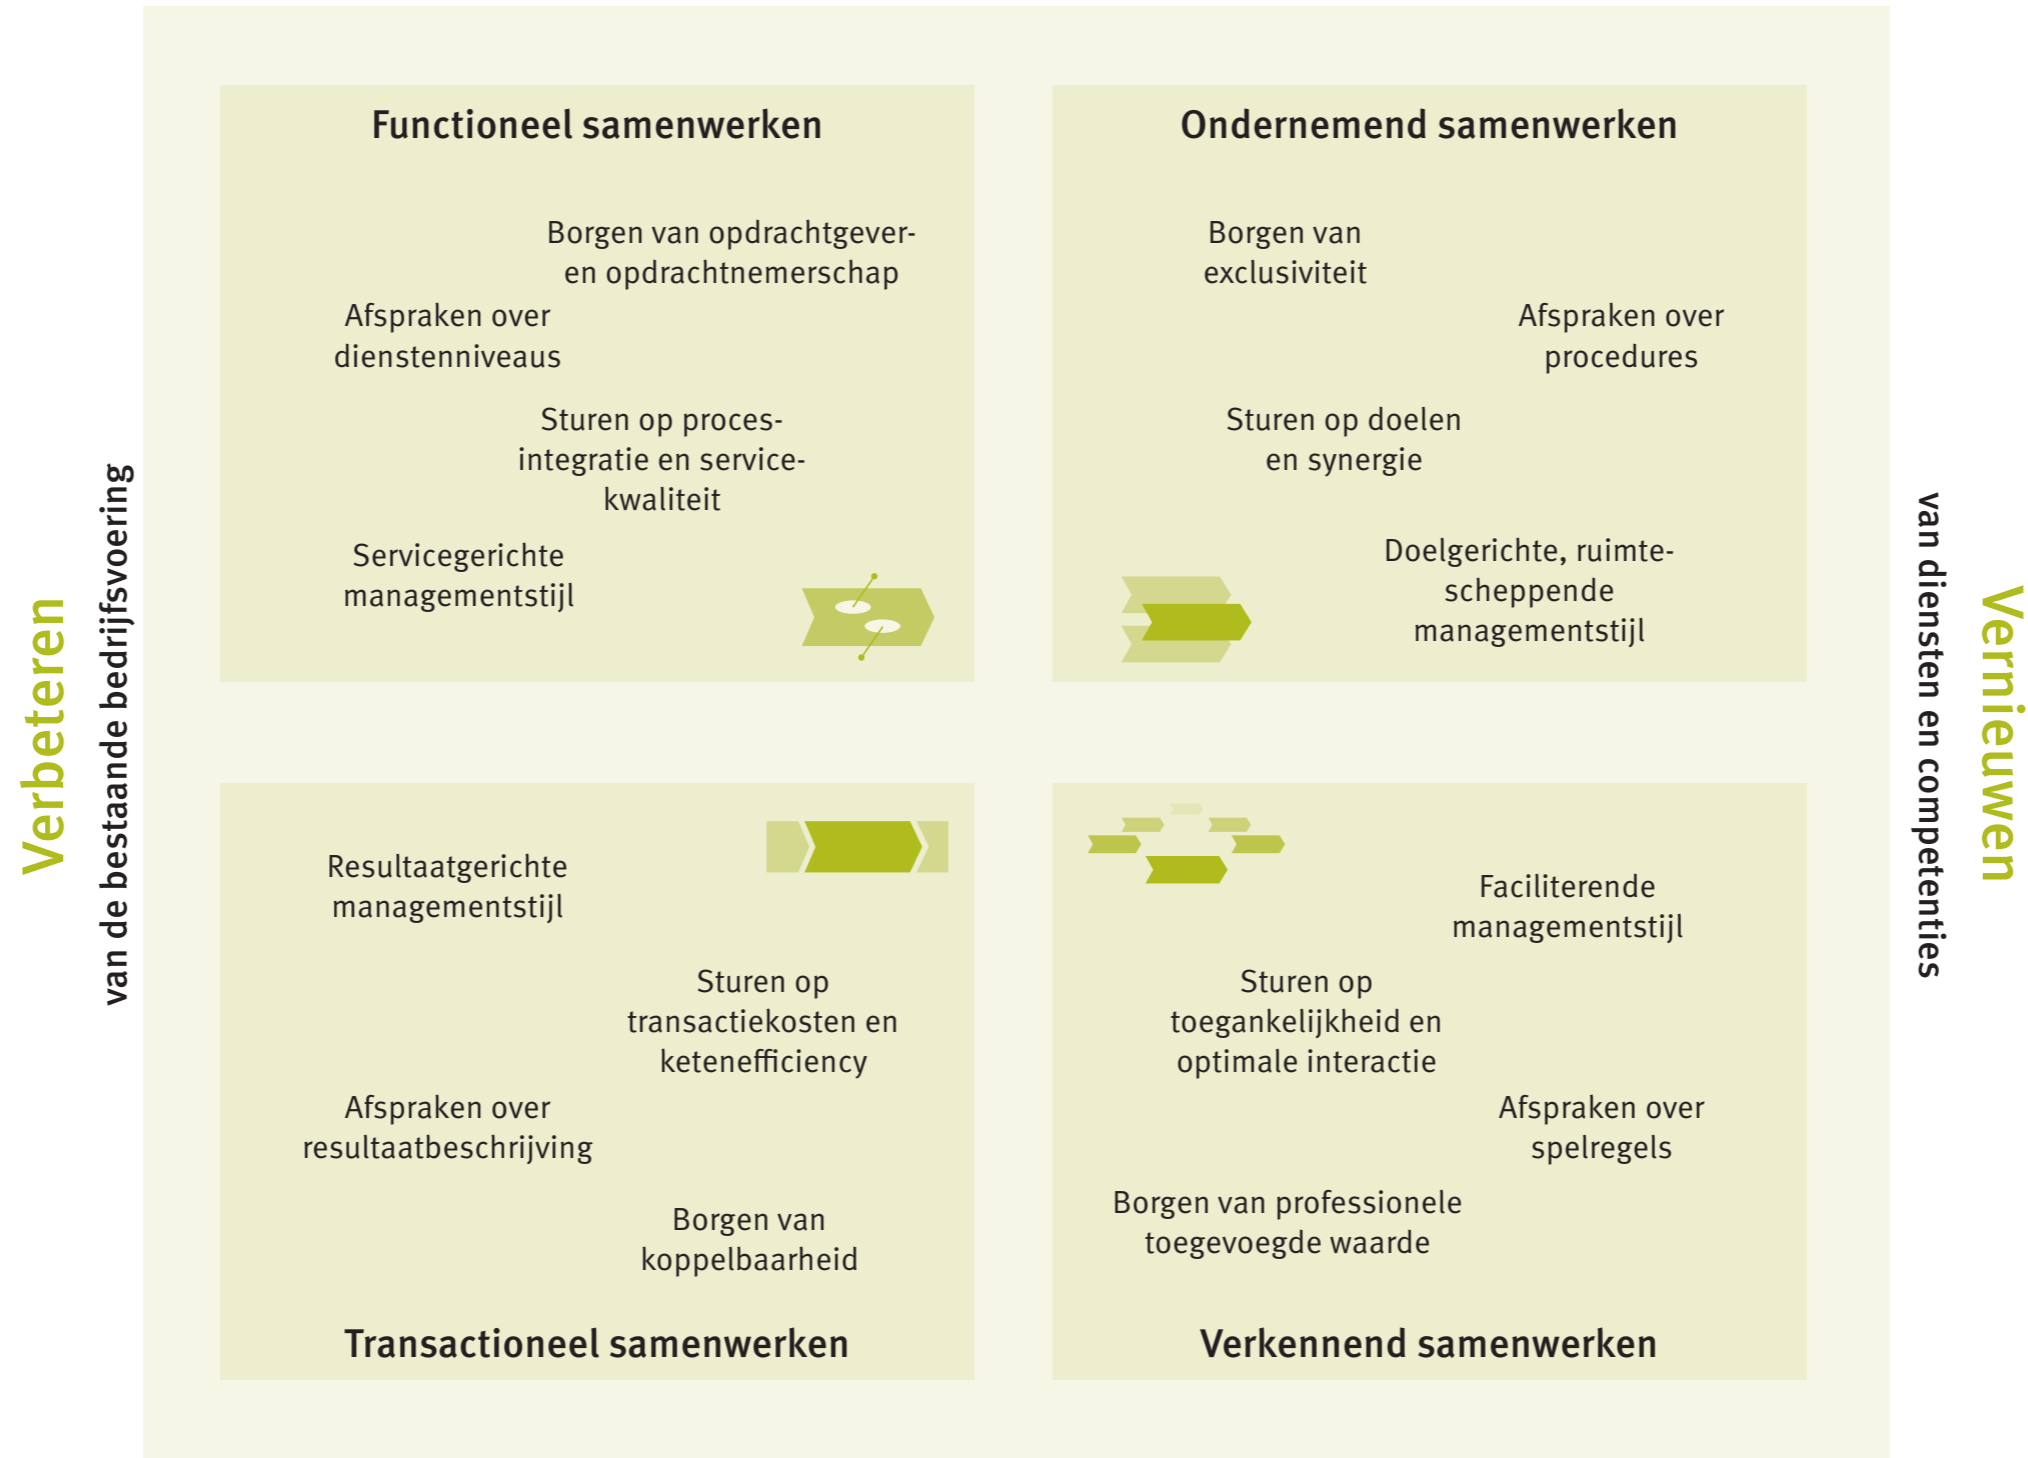 Verbeteren
van de bestaande bedrijfsvoering
Functioneel samenwerken
Borgen van opdrachtgever-
en opdrachtnemerschap
Afspraken over
dienstenniveaus
Sturen op proces-
integratie en service-
kwaliteit
Servicegerichte
managementstijl
Ondernemend samenwerken
Borgen van
exclusiviteit
Afspraken over
procedures
Sturen op doelen
en synergie
Doelgerichte, ruimte-
scheppende
managementstijl
Resultaatgerichte
managementstijl
Sturen op
transactiekosten en
ketenefficiency
Afspraken over
resultaatbeschrijving
Borgen van
koppelbaarheid
Transactioneel samenwerken
Faciliterende
managementstijl
Sturen op
toegankelijkheid en
optimale interactie
Afspraken over
spelregels
Borgen van professionele
toegevoegde waarde
Verkennend samenwerken
Vernieuwen
van diensten en competenties